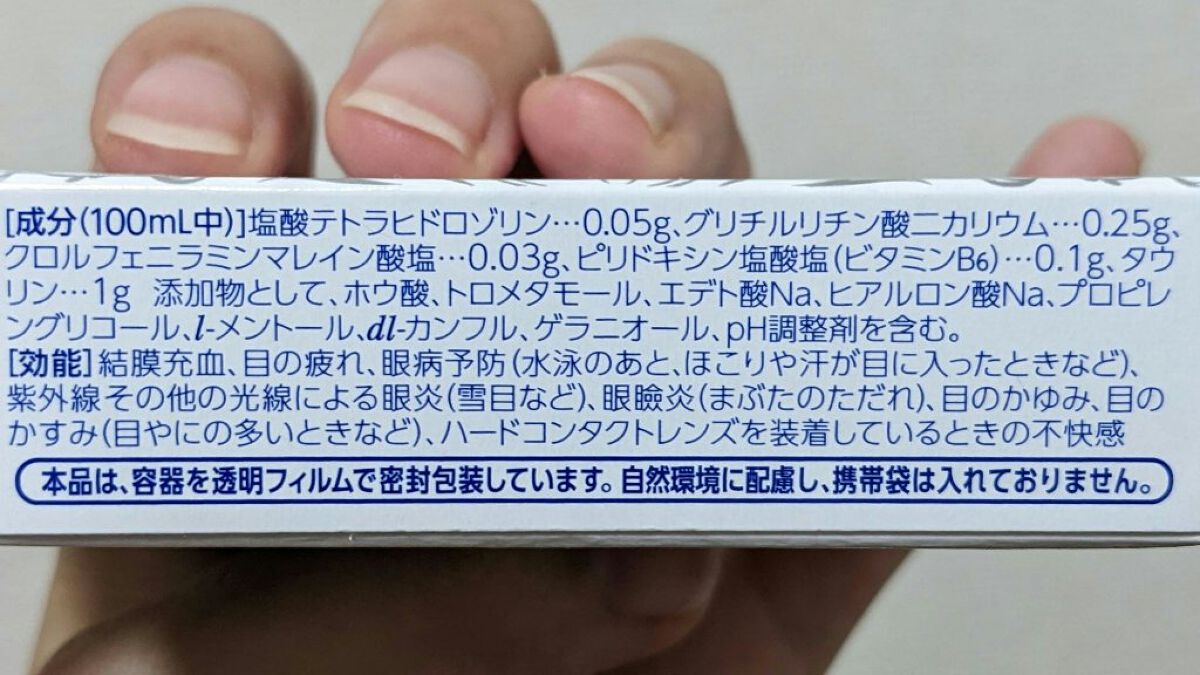 [成分(100mL中)]塩酸テトラヒドロゾリン…0.05g、グリチルリチン酸二カリウム…0.25g、
クロルフェニラミンマレイン酸塩…0.03g、ピリドキシン塩酸塩(ビタミンB6)…0.1g、タウ
リン…1g 添加物として、ホウ酸、トロメタモール、エデト酸Na、ヒアルロン酸Na、プロピレ
ングリコール、l-メントール、dl-カンフル、ゲラニオール、pH調整剤を含む。
[効能]結膜充血、目の疲れ、眼病予防(水泳のあと、ほこりや汗が目に入ったときなど)、
紫外線その他の光線による眼炎(雪目など)、眼瞼炎(まぶたのただれ)、目のかゆみ、目の
かすみ(目やにの多いときなど)、ハードコンタクトレンズを装着しているときの不快感
本品は、容器を透明フィルムで密封包装しています。自然環境に配慮し、携帯袋は入れておりません。